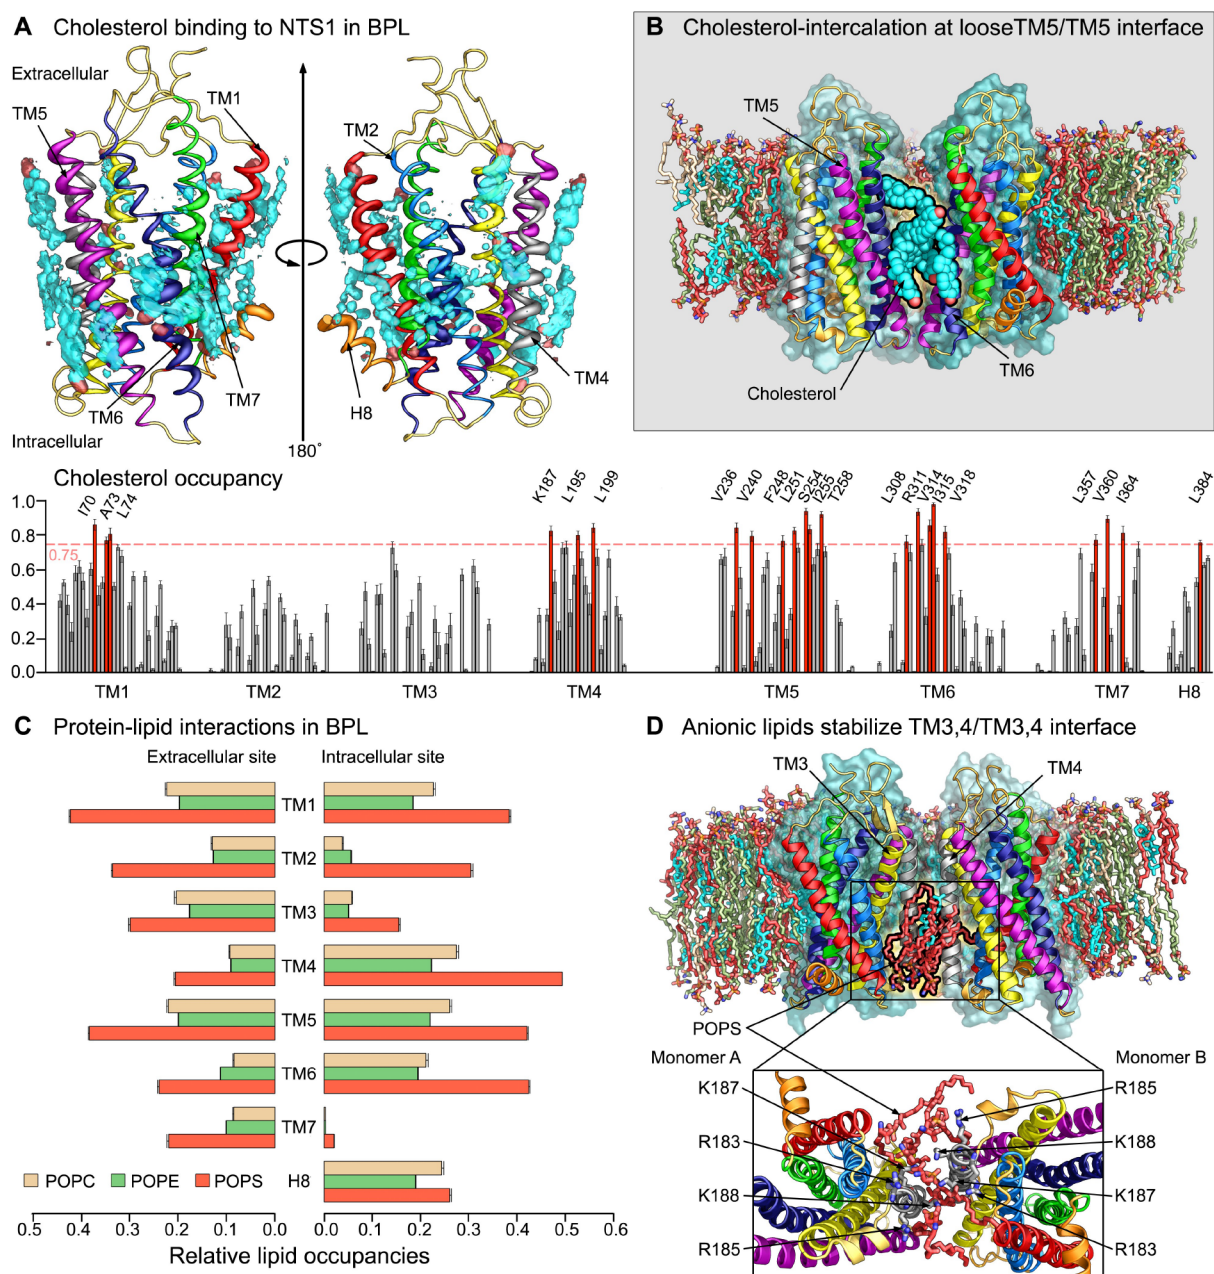 A Cholesterol binding to NTS1 in BPL
Extracellular
TM5
TM1
TM2
TM6
TM7
H8
TM4
Intracellular
180°
B Cholesterol-intercalation at looseTM5/TM5 interface
TM5
TM6
Cholesterol
Cholesterol occupancy
I70
A73
L74
K187
L195
L199
V236
V240
F248
L251
S254
I255
T258
L308
R311
V314
I315
V318
L357
V360
I364
L384
1.0
0.8
0.75
0.6
0.4
0.2
0.0
TM1 TM2 TM3 TM4 TM5 TM6 TM7 H8
C Protein-lipid interactions in BPL
Extracellular site Intracellular site
TM1
TM2
TM3
TM4
TM5
TM6
TM7
POPC POPE POPS H8
0.5 0.4 0.3 0.2 0.1 0.0 0.0 0.1 0.2 0.3 0.4 0.5 0.6
Relative lipid occupancies
D Anionic lipids stabilize TM3,4/TM3,4 interface
TM3
TM4
POPS
Monomer A Monomer B
K187 R185
R183 K188
K188 K187
R185 R183